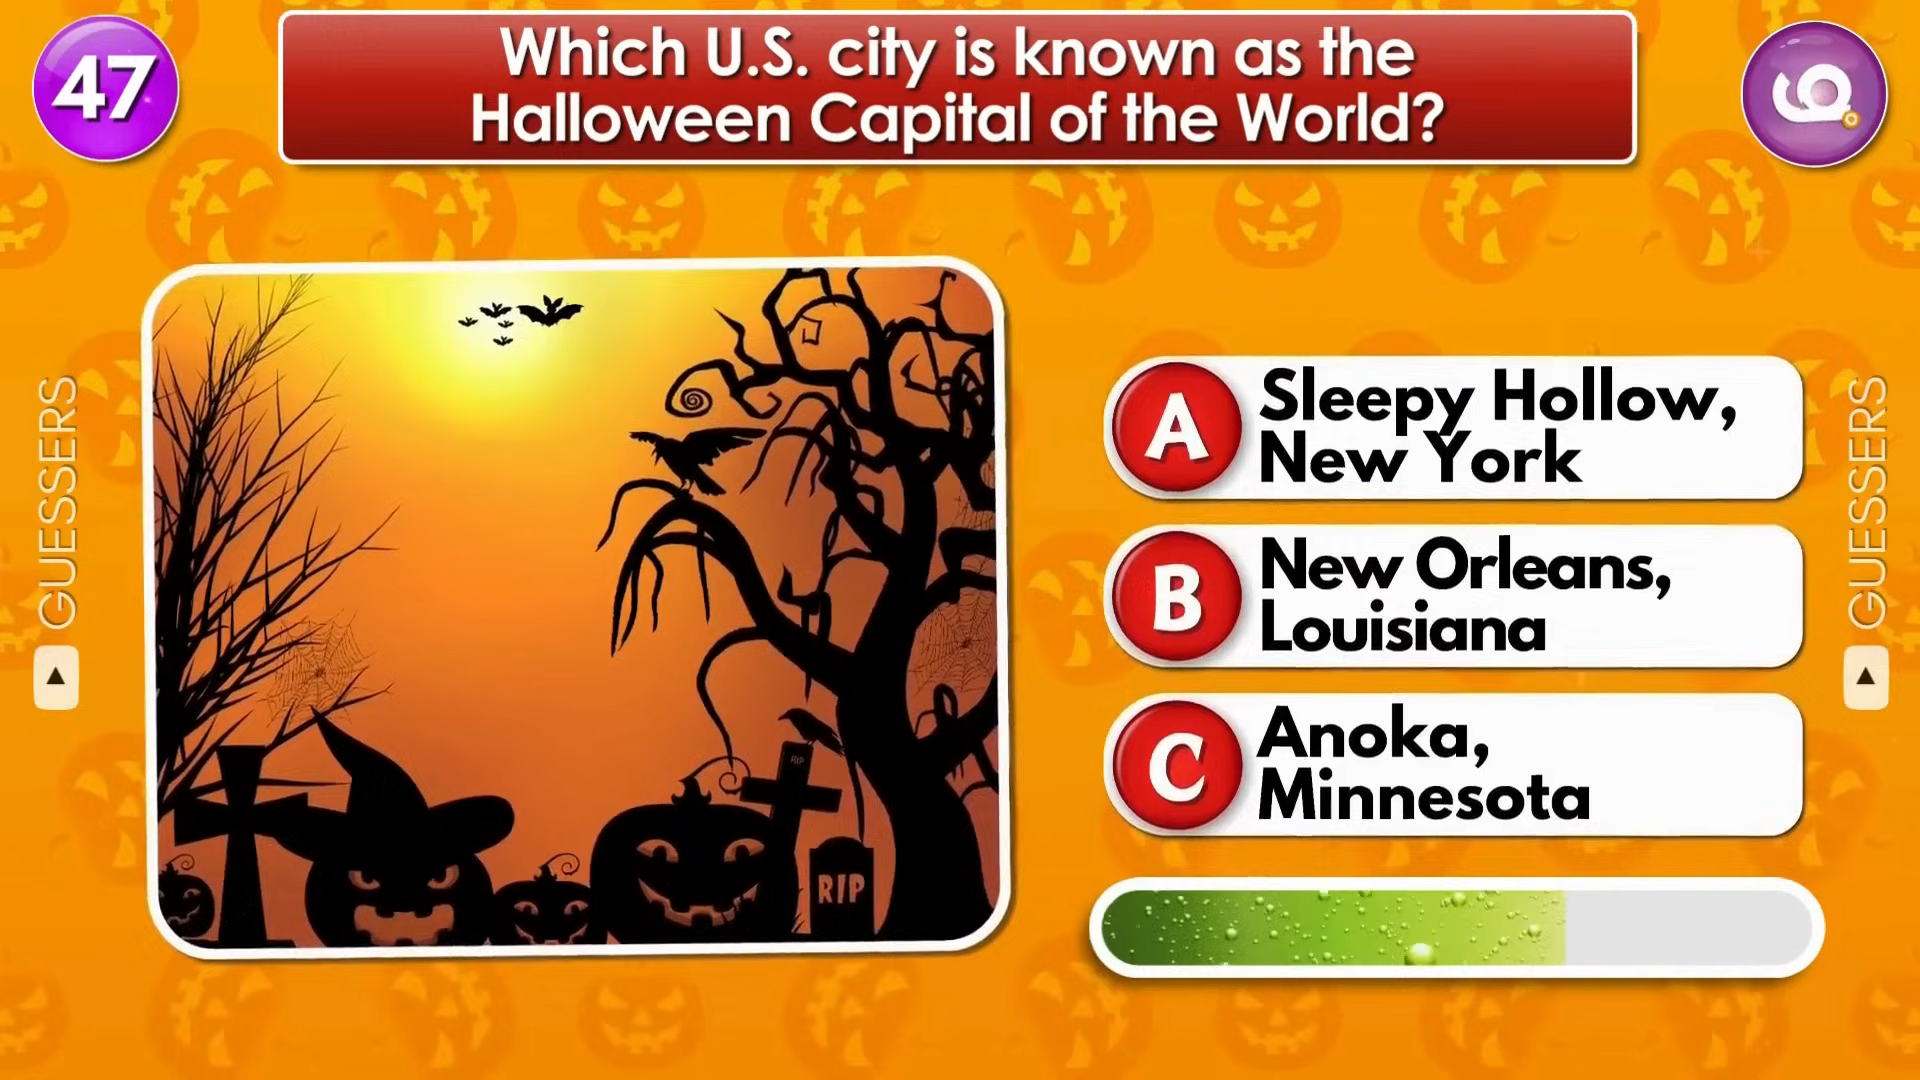 47
Which U.S. city is known as the
Halloween Capital of the World?
GUESSERS
RIP
RIP
A
Sleepy Hollow,
New York
B
New Orleans,
Louisiana
C
Anoka,
Minnesota
GUESSERS